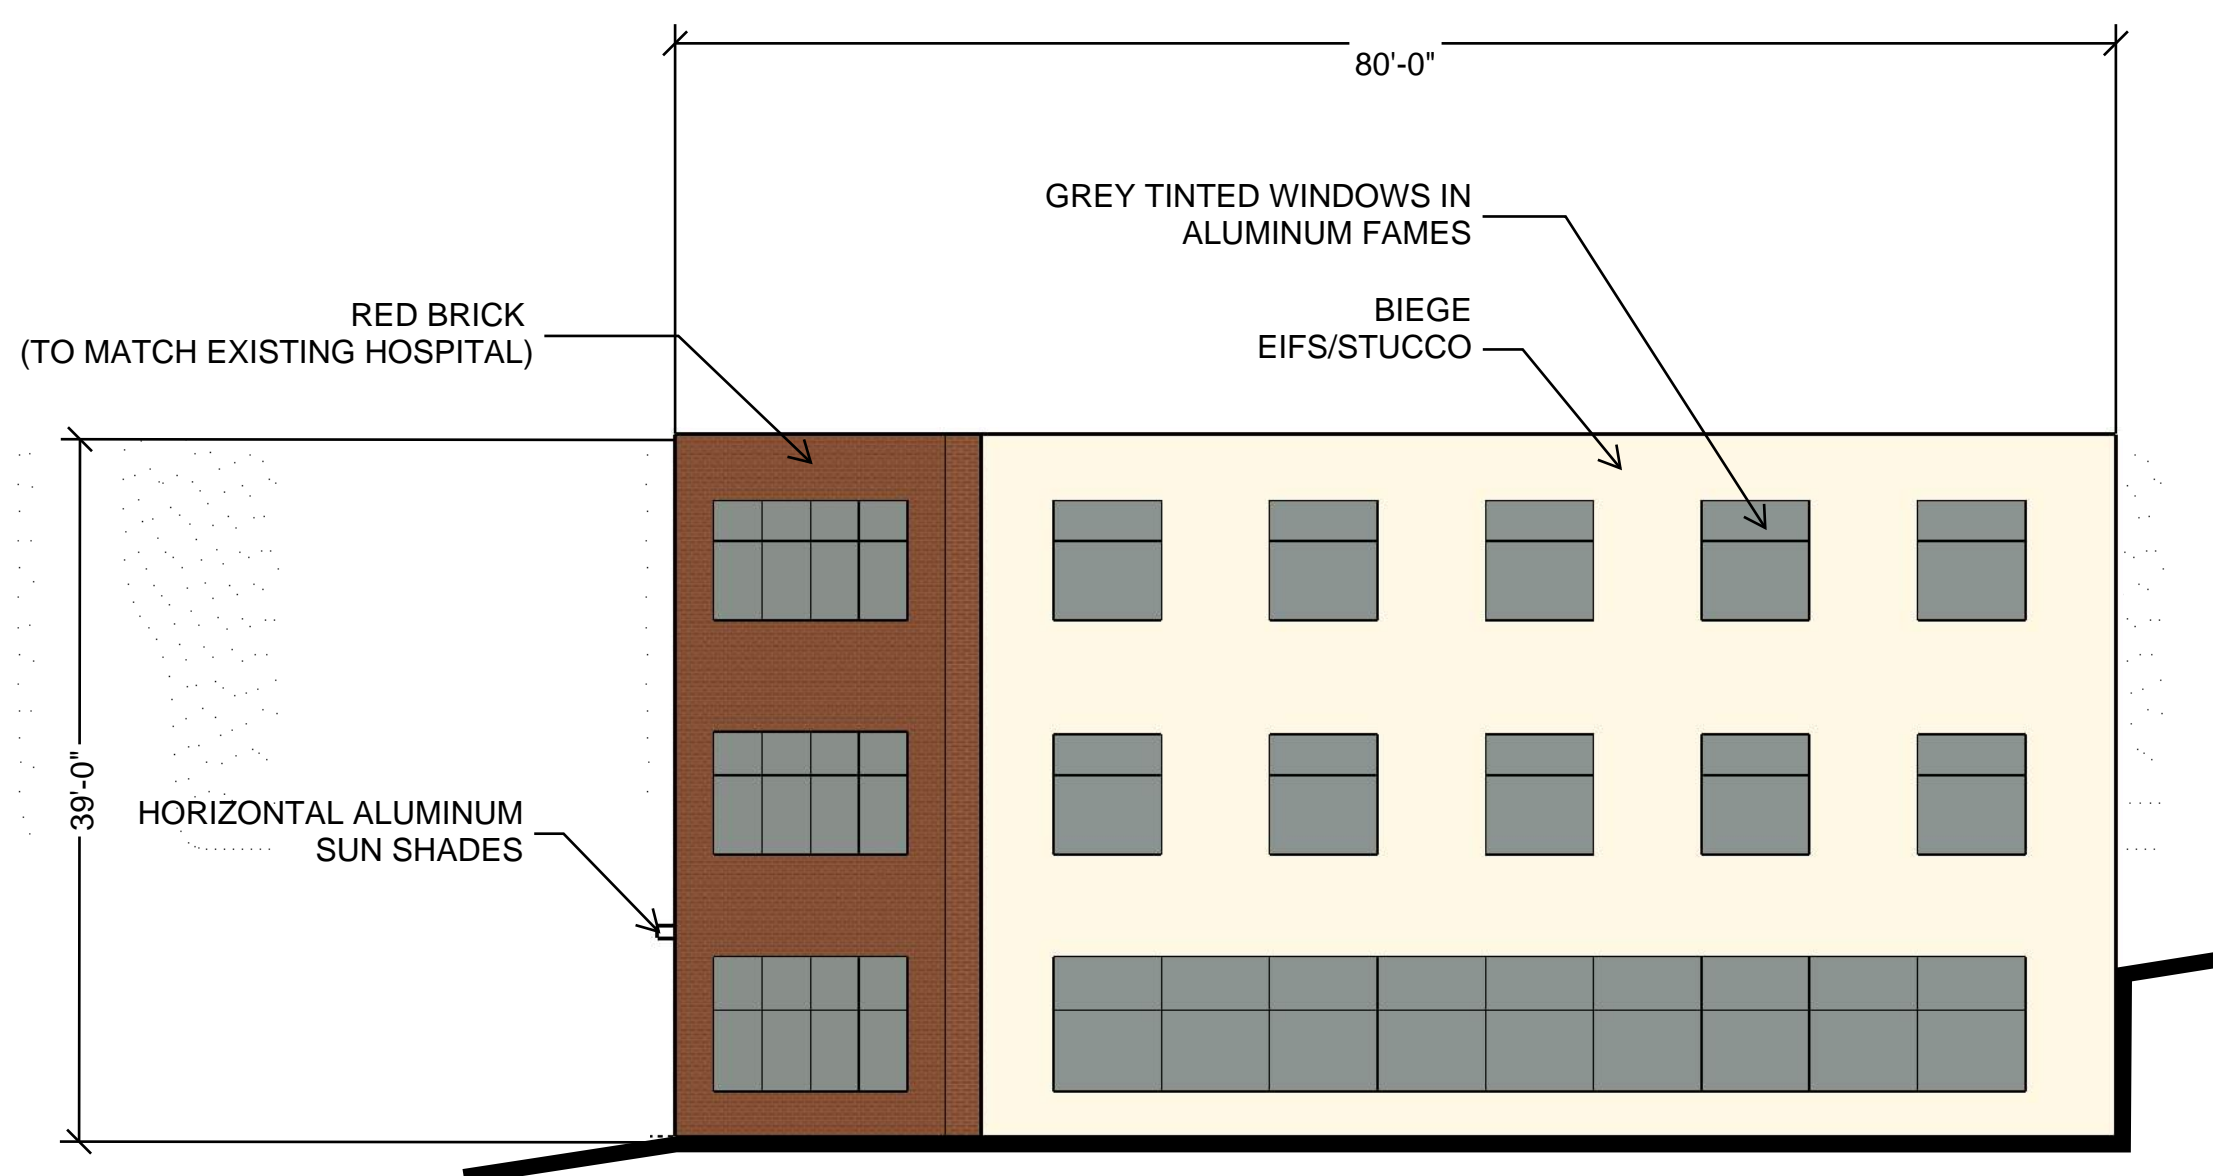 80'-0"
GREY TINTED WINDOWS IN
ALUMINUM FAMES
RED BRICK
(TO MATCH EXISTING HOSPITAL)
BIEGE
EIFS/STUCCO
39'-0"
HORIZONTAL ALUMINUM
SUN SHADES